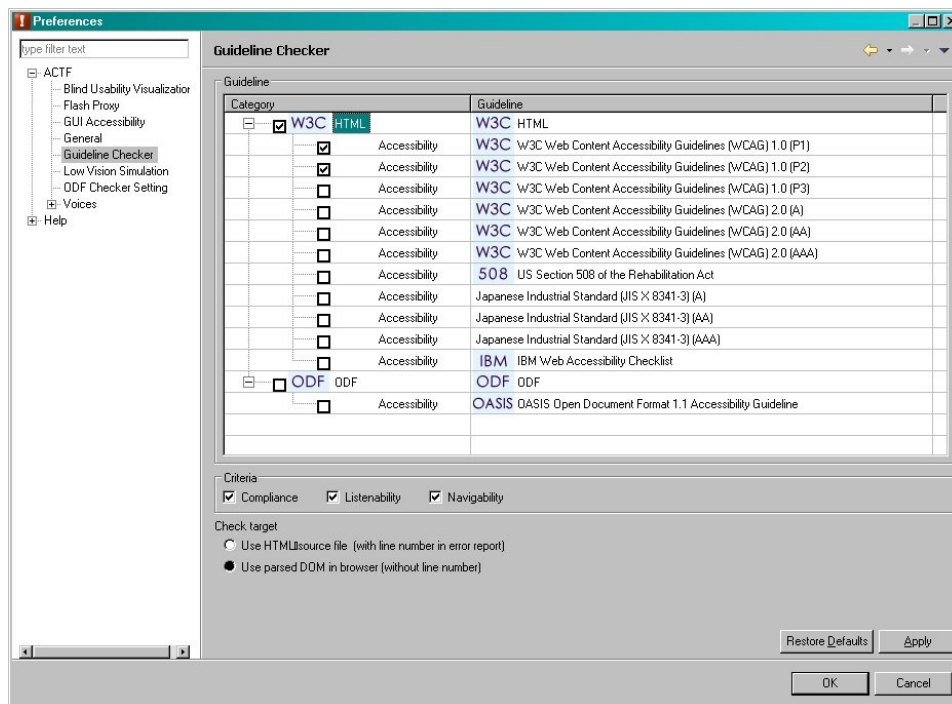 Preferences
type filter text
ACTF
Blind Usability Visualization
Flash Proxy
GUI Accessibility
General
Guideline Checker
Low Vision Simulation
ODF Checker Setting
Voices
Help
Guideline Checker
Guideline
Category Guideline
W3C HTML W3C HTML
Accessibility W3C W3C Web Content Accessibility Guidelines (WCAG) 1.0 (P1)
Accessibility W3C W3C Web Content Accessibility Guidelines (WCAG) 1.0 (P2)
Accessibility W3C W3C Web Content Accessibility Guidelines (WCAG) 1.0 (P3)
Accessibility W3C W3C Web Content Accessibility Guidelines (WCAG) 2.0 (A)
Accessibility W3C W3C Web Content Accessibility Guidelines (WCAG) 2.0 (AA)
Accessibility W3C W3C Web Content Accessibility Guidelines (WCAG) 2.0 (AAA)
Accessibility 508 US Section 508 of the Rehabilitation Act
Accessibility Japanese Industrial Standard (JIS X 8341-3) (A)
Accessibility Japanese Industrial Standard (JIS X 8341-3) (AA)
Accessibility Japanese Industrial Standard (JIS X 8341-3) (AAA)
Accessibility IBM IBM Web Accessibility Checklist
ODF ODF ODF ODF
Accessibility OASIS OASIS Open Document Format 1.1 Accessibility Guideline
Criteria
Compliance Listenability Navigability
Check target
Use HTML source file (with line number in error report)
Use parsed DOM in browser (without line number)
Restore Defaults Apply
OK Cancel